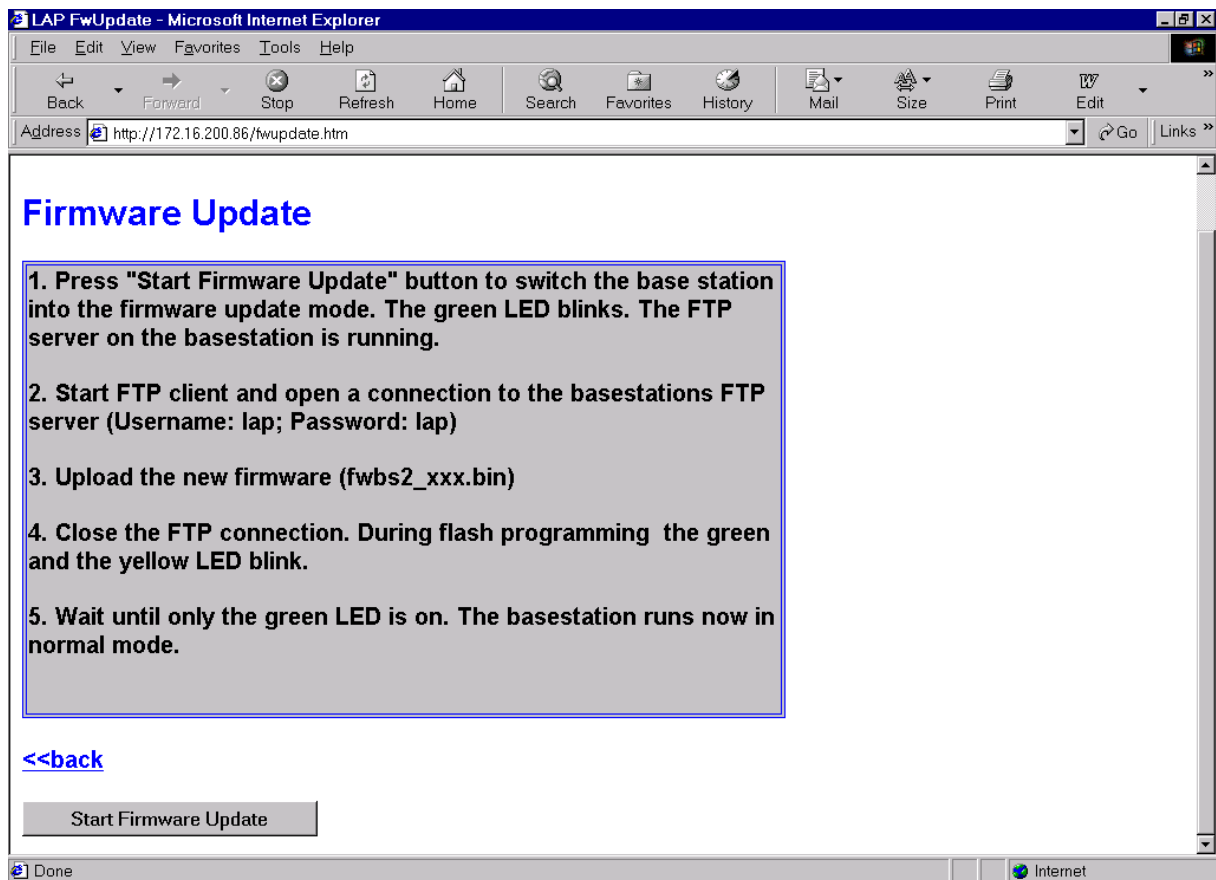 LAP FwUpdate - Microsoft Internet Explorer
File Edit View Favorites Tools Help
Back Forward Stop Refresh Home Search Favorites History Mail Size Print Edit »
Address http://172.16.200.86/fwupdate.htm Go Links »
Firmware Update
1. Press "Start Firmware Update" button to switch the base station
into the firmware update mode. The green LED blinks. The FTP
server on the basestation is running.
2. Start FTP client and open a connection to the basestations FTP
server (Username: lap; Password: lap)
3. Upload the new firmware (fwbs2_xxx.bin)
4. Close the FTP connection. During flash programming  the green
and the yellow LED blink.
5. Wait until only the green LED is on. The basestation runs now in
normal mode.
<<back
Start Firmware Update
Done Internet